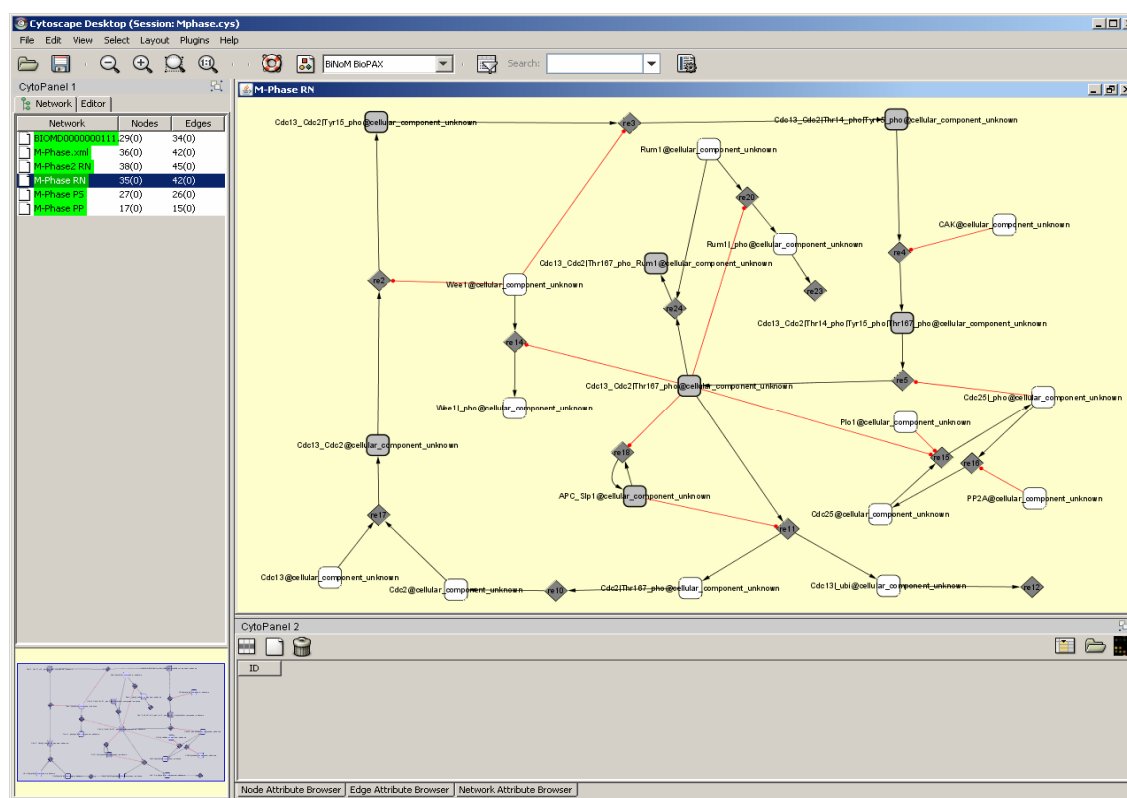 Cytoscape Desktop (Session: Mphase.cys)
File Edit View Select Layout Plugins Help
BiNoM BioPAX Search:
CytoPanel 1
Network Editor
Network Nodes Edges
BIOMD0000000111. 29(0) 34(0)
M-Phase.xml 36(0) 42(0)
M-Phase2 RN 38(0) 45(0)
M-Phase RN 35(0) 42(0)
M-Phase PS 27(0) 26(0)
M-Phase PP 17(0) 15(0)
M-Phase RN
Cdc13_Cdc2|Tyr15_pho@cellular_component_unknown
re3
Cdc13_Cdc2|Thr14_pho|Tyr15_pho@cellular_component_unknown
Rum1@cellular_component_unknown
re20
CAK@cellular_component_unknown
Rum1|_pho@cellular_component_unknown
re4
Cdc13_Cdc2|Thr167_pho_Rum1@cellular_component_unknown
re2
Wee1@cellular_component_unknown
re23
re24
Cdc13_Cdc2|Thr14_pho|Tyr15_pho|Thr167_pho@cellular_component_unknown
re14
re5
Cdc13_Cdc2|Thr167_pho@cellular_component_unknown
Cdc25|_pho@cellular_component_unknown
Wee1|_pho@cellular_component_unknown
Plo1@cellular_component_unknown
Cdc13_Cdc2@cellular_component_unknown
re18
re15
re16
APC_Slp1@cellular_component_unknown
PP2A@cellular_component_unknown
re17
Cdc25@cellular_component_unknown
re11
Cdc13@cellular_component_unknown
Cdc2@cellular_component_unknown
re10
Cdc2|Thr167_pho@cellular_component_unknown
Cdc13|_ubi@cellular_component_unknown
re12
CytoPanel 2
ID
Node Attribute Browser Edge Attribute Browser Network Attribute Browser